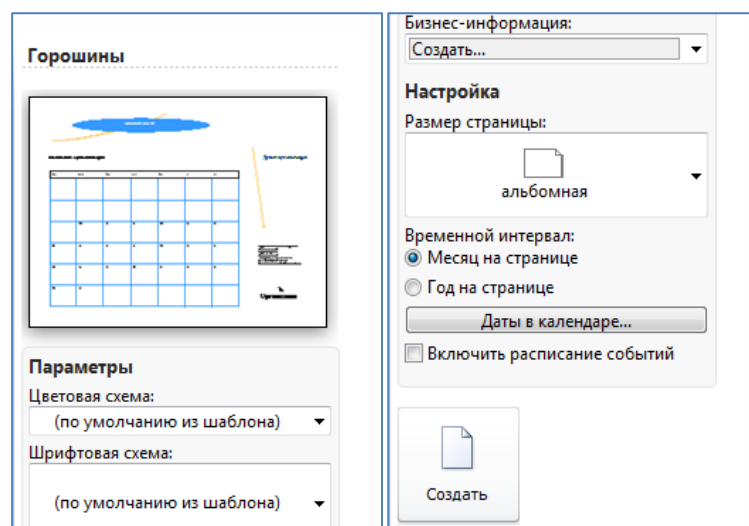 Горошины
Параметры
Цветовая схема:
(по умолчанию из шаблона)
Шрифтовая схема:
(по умолчанию из шаблона)
Бизнес-информация:
Создать...
Настройка
Размер страницы:
альбомная
Временной интервал:
Месяц на странице
Год на странице
Даты в календаре...
Включить расписание событий
Создать